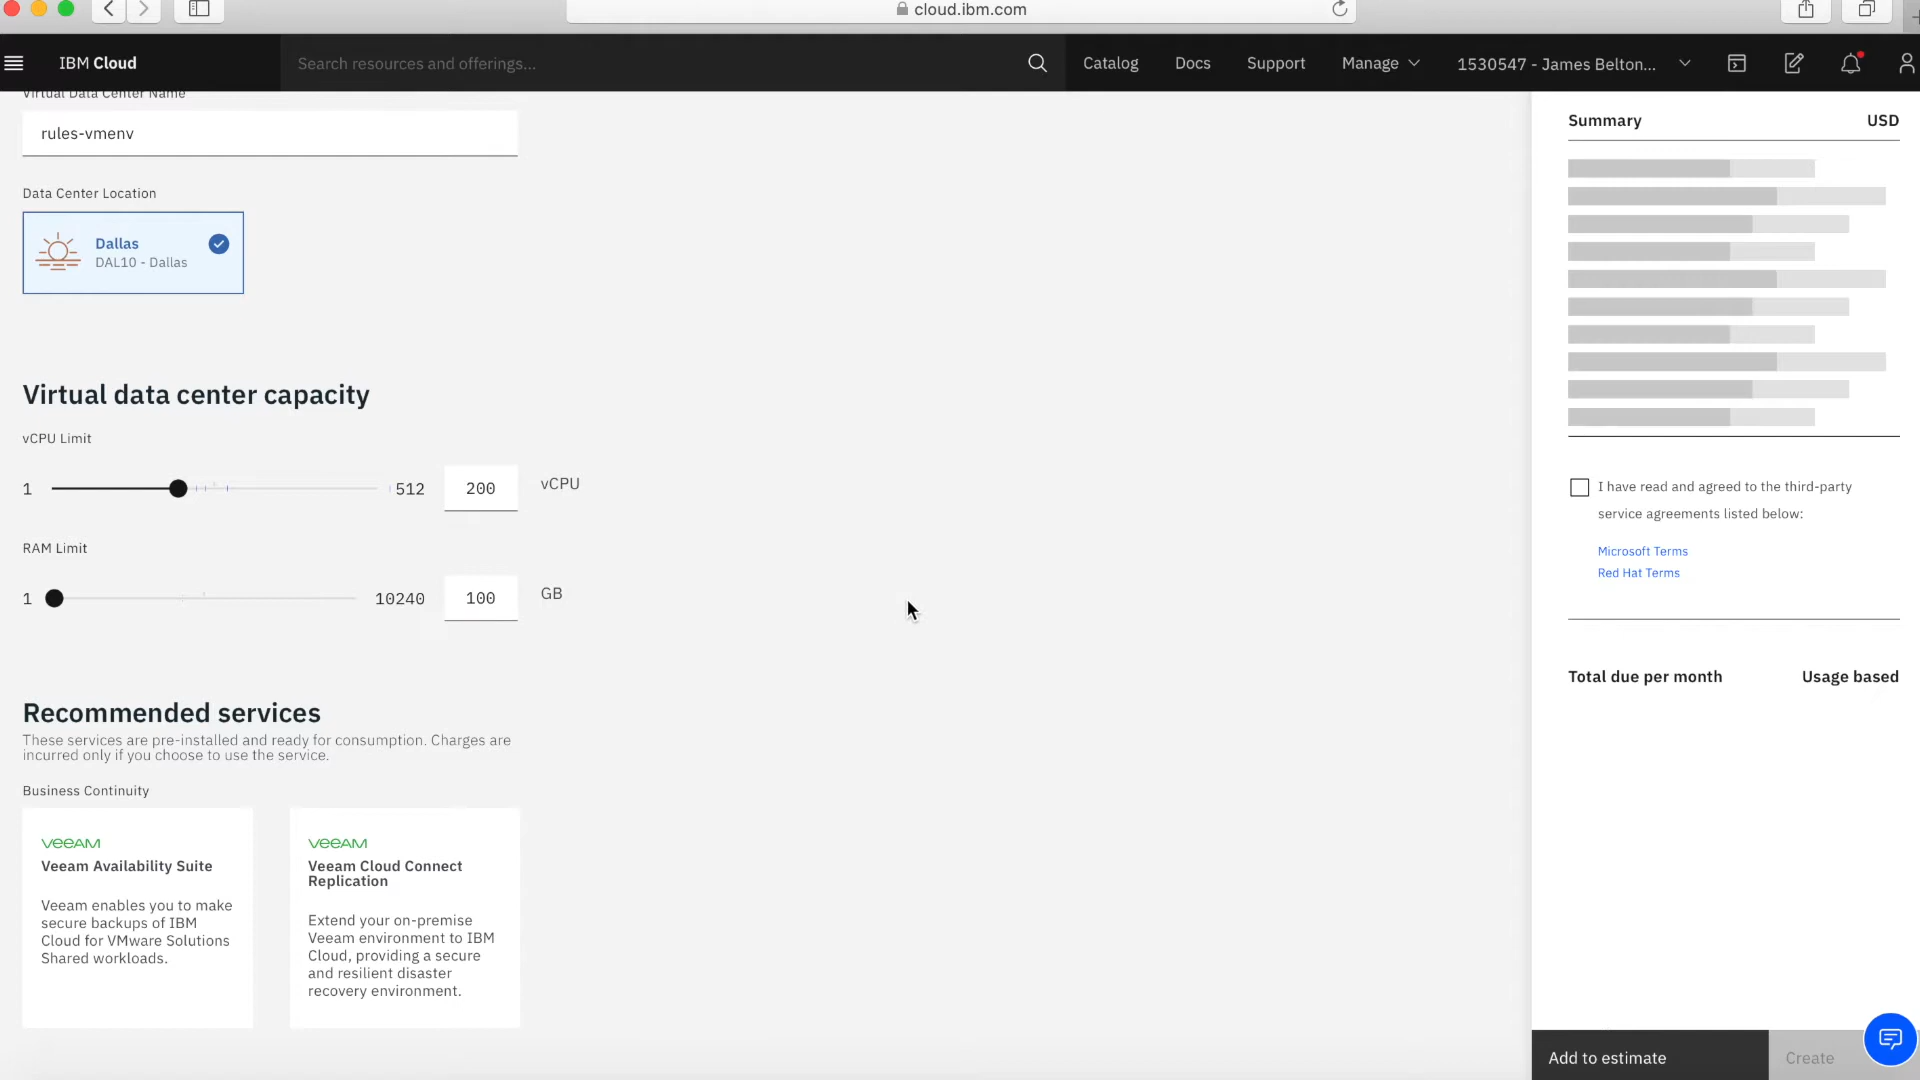 cloud.ibm.com
IBM Cloud
Search resources and offerings...
Catalog
Docs
Support
Manage
1530547 - James Belton...
Virtual Data Center Name
rules-vmenv
Data Center Location
Dallas
DAL10 - Dallas
Virtual data center capacity
vCPU Limit
1
512
200
vCPU
RAM Limit
1
10240
100
GB
Recommended services
These services are pre-installed and ready for consumption. Charges are
incurred only if you choose to use the service.
Business Continuity
veeam
Veeam Availability Suite
Veeam enables you to make
secure backups of IBM
Cloud for VMware Solutions
Shared workloads.
veeam
Veeam Cloud Connect
Replication
Extend your on-premise
Veeam environment to IBM
Cloud, providing a secure
and resilient disaster
recovery environment.
Summary
USD
I have read and agreed to the third-party
service agreements listed below:
Microsoft Terms
Red Hat Terms
Total due per month
Usage based
Add to estimate
Create